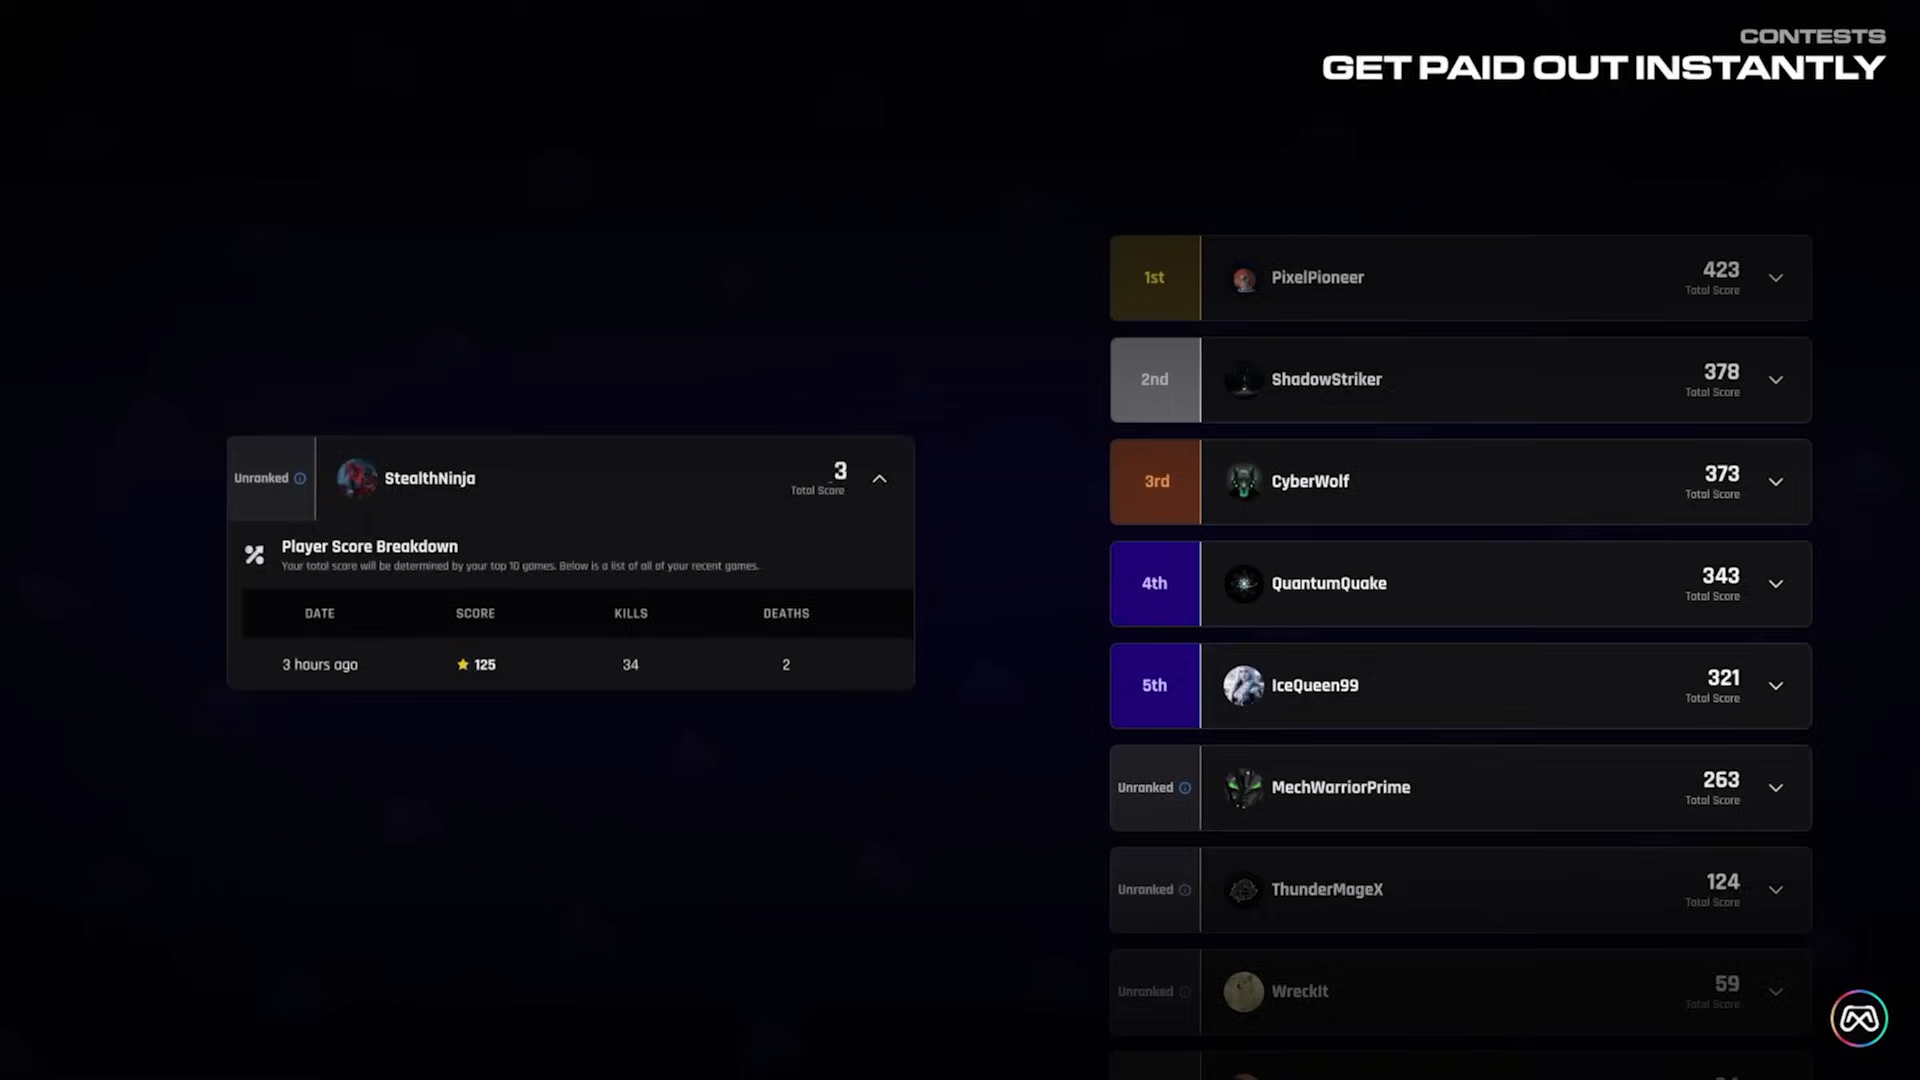 CONTESTS
GET PAID OUT INSTANTLY
Unranked
StealthNinja
3
Total Score
Player Score Breakdown
Your total score will be determined by your top 10 games. Below is a list of all of your recent games.
DATE SCORE KILLS DEATHS
3 hours ago 125 34 2
1st PixelPioneer 423
Total Score
2nd ShadowStriker 378
Total Score
3rd CyberWolf 373
Total Score
4th QuantumQuake 343
Total Score
5th IceQueen99 321
Total Score
Unranked MechWarriorPrime 263
Total Score
Unranked ThunderMageX 124
Total Score
Unranked WreckIt 59
Total Score